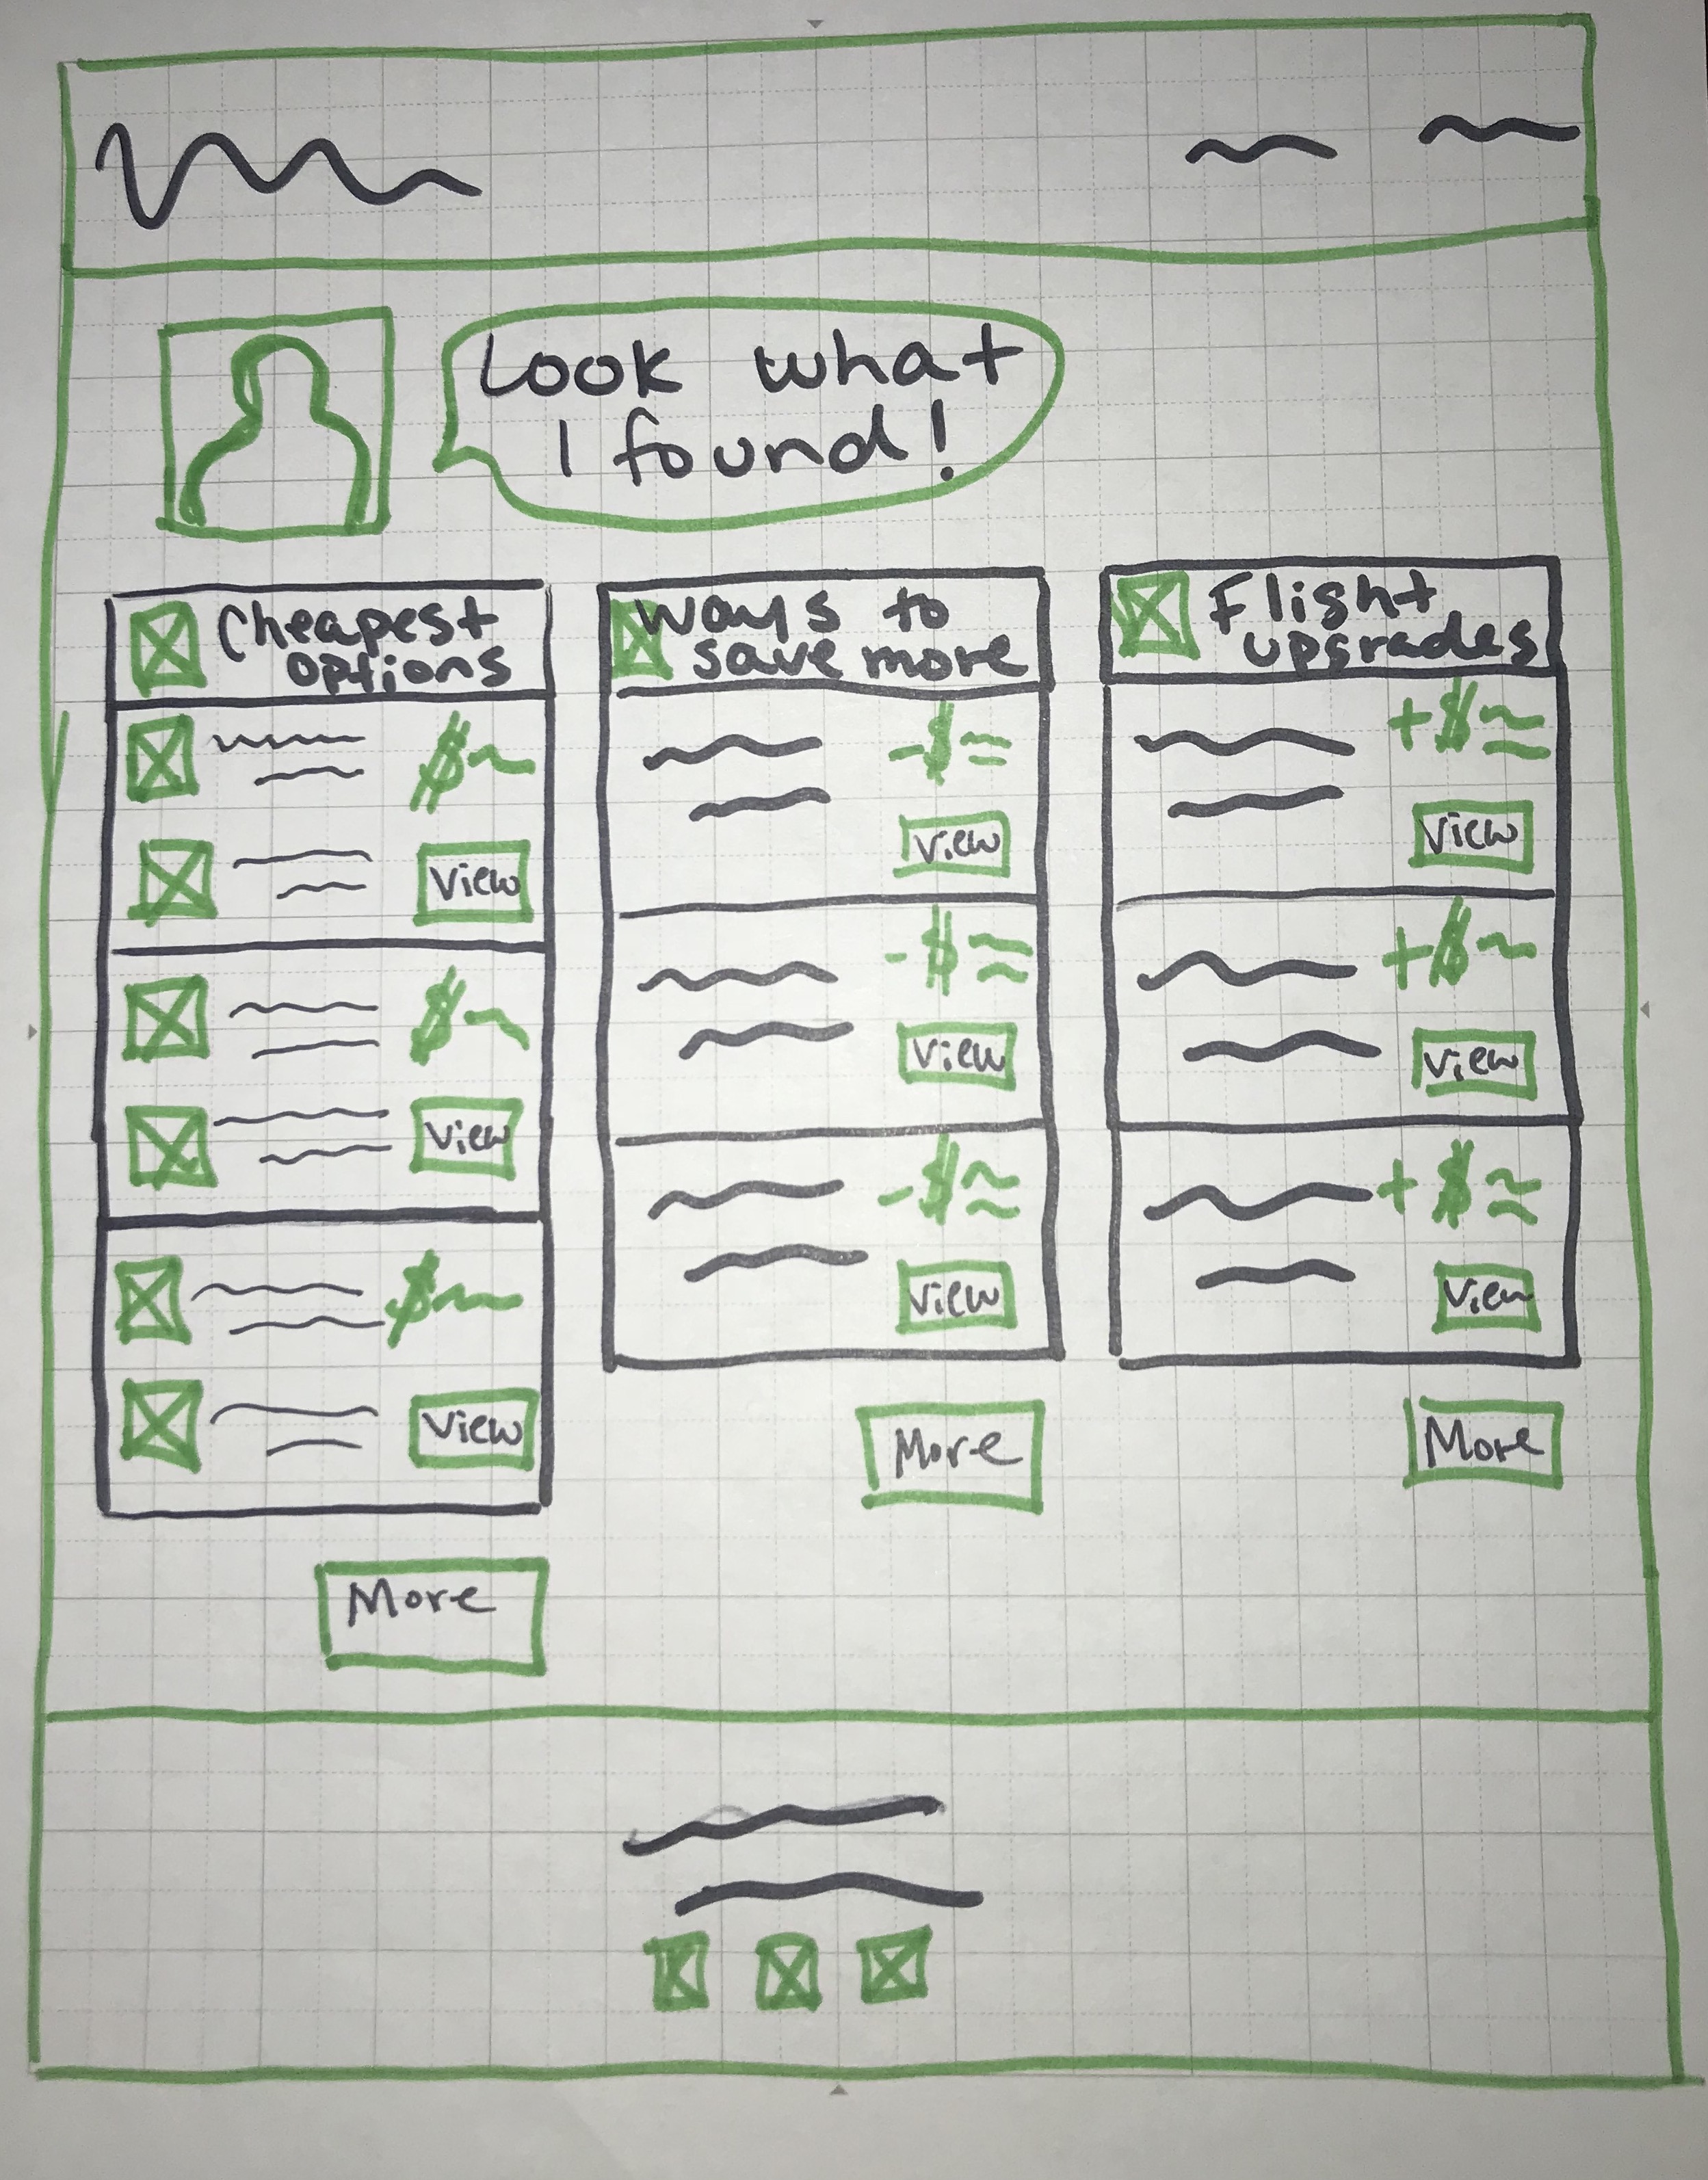 Look what
I found!
Cheapest
options
$
View
$
View
$
View
More
Ways to
save more
-$
View
-$
View
-$
View
More
Flight
upgrades
+$
View
+$
View
+$
View
More